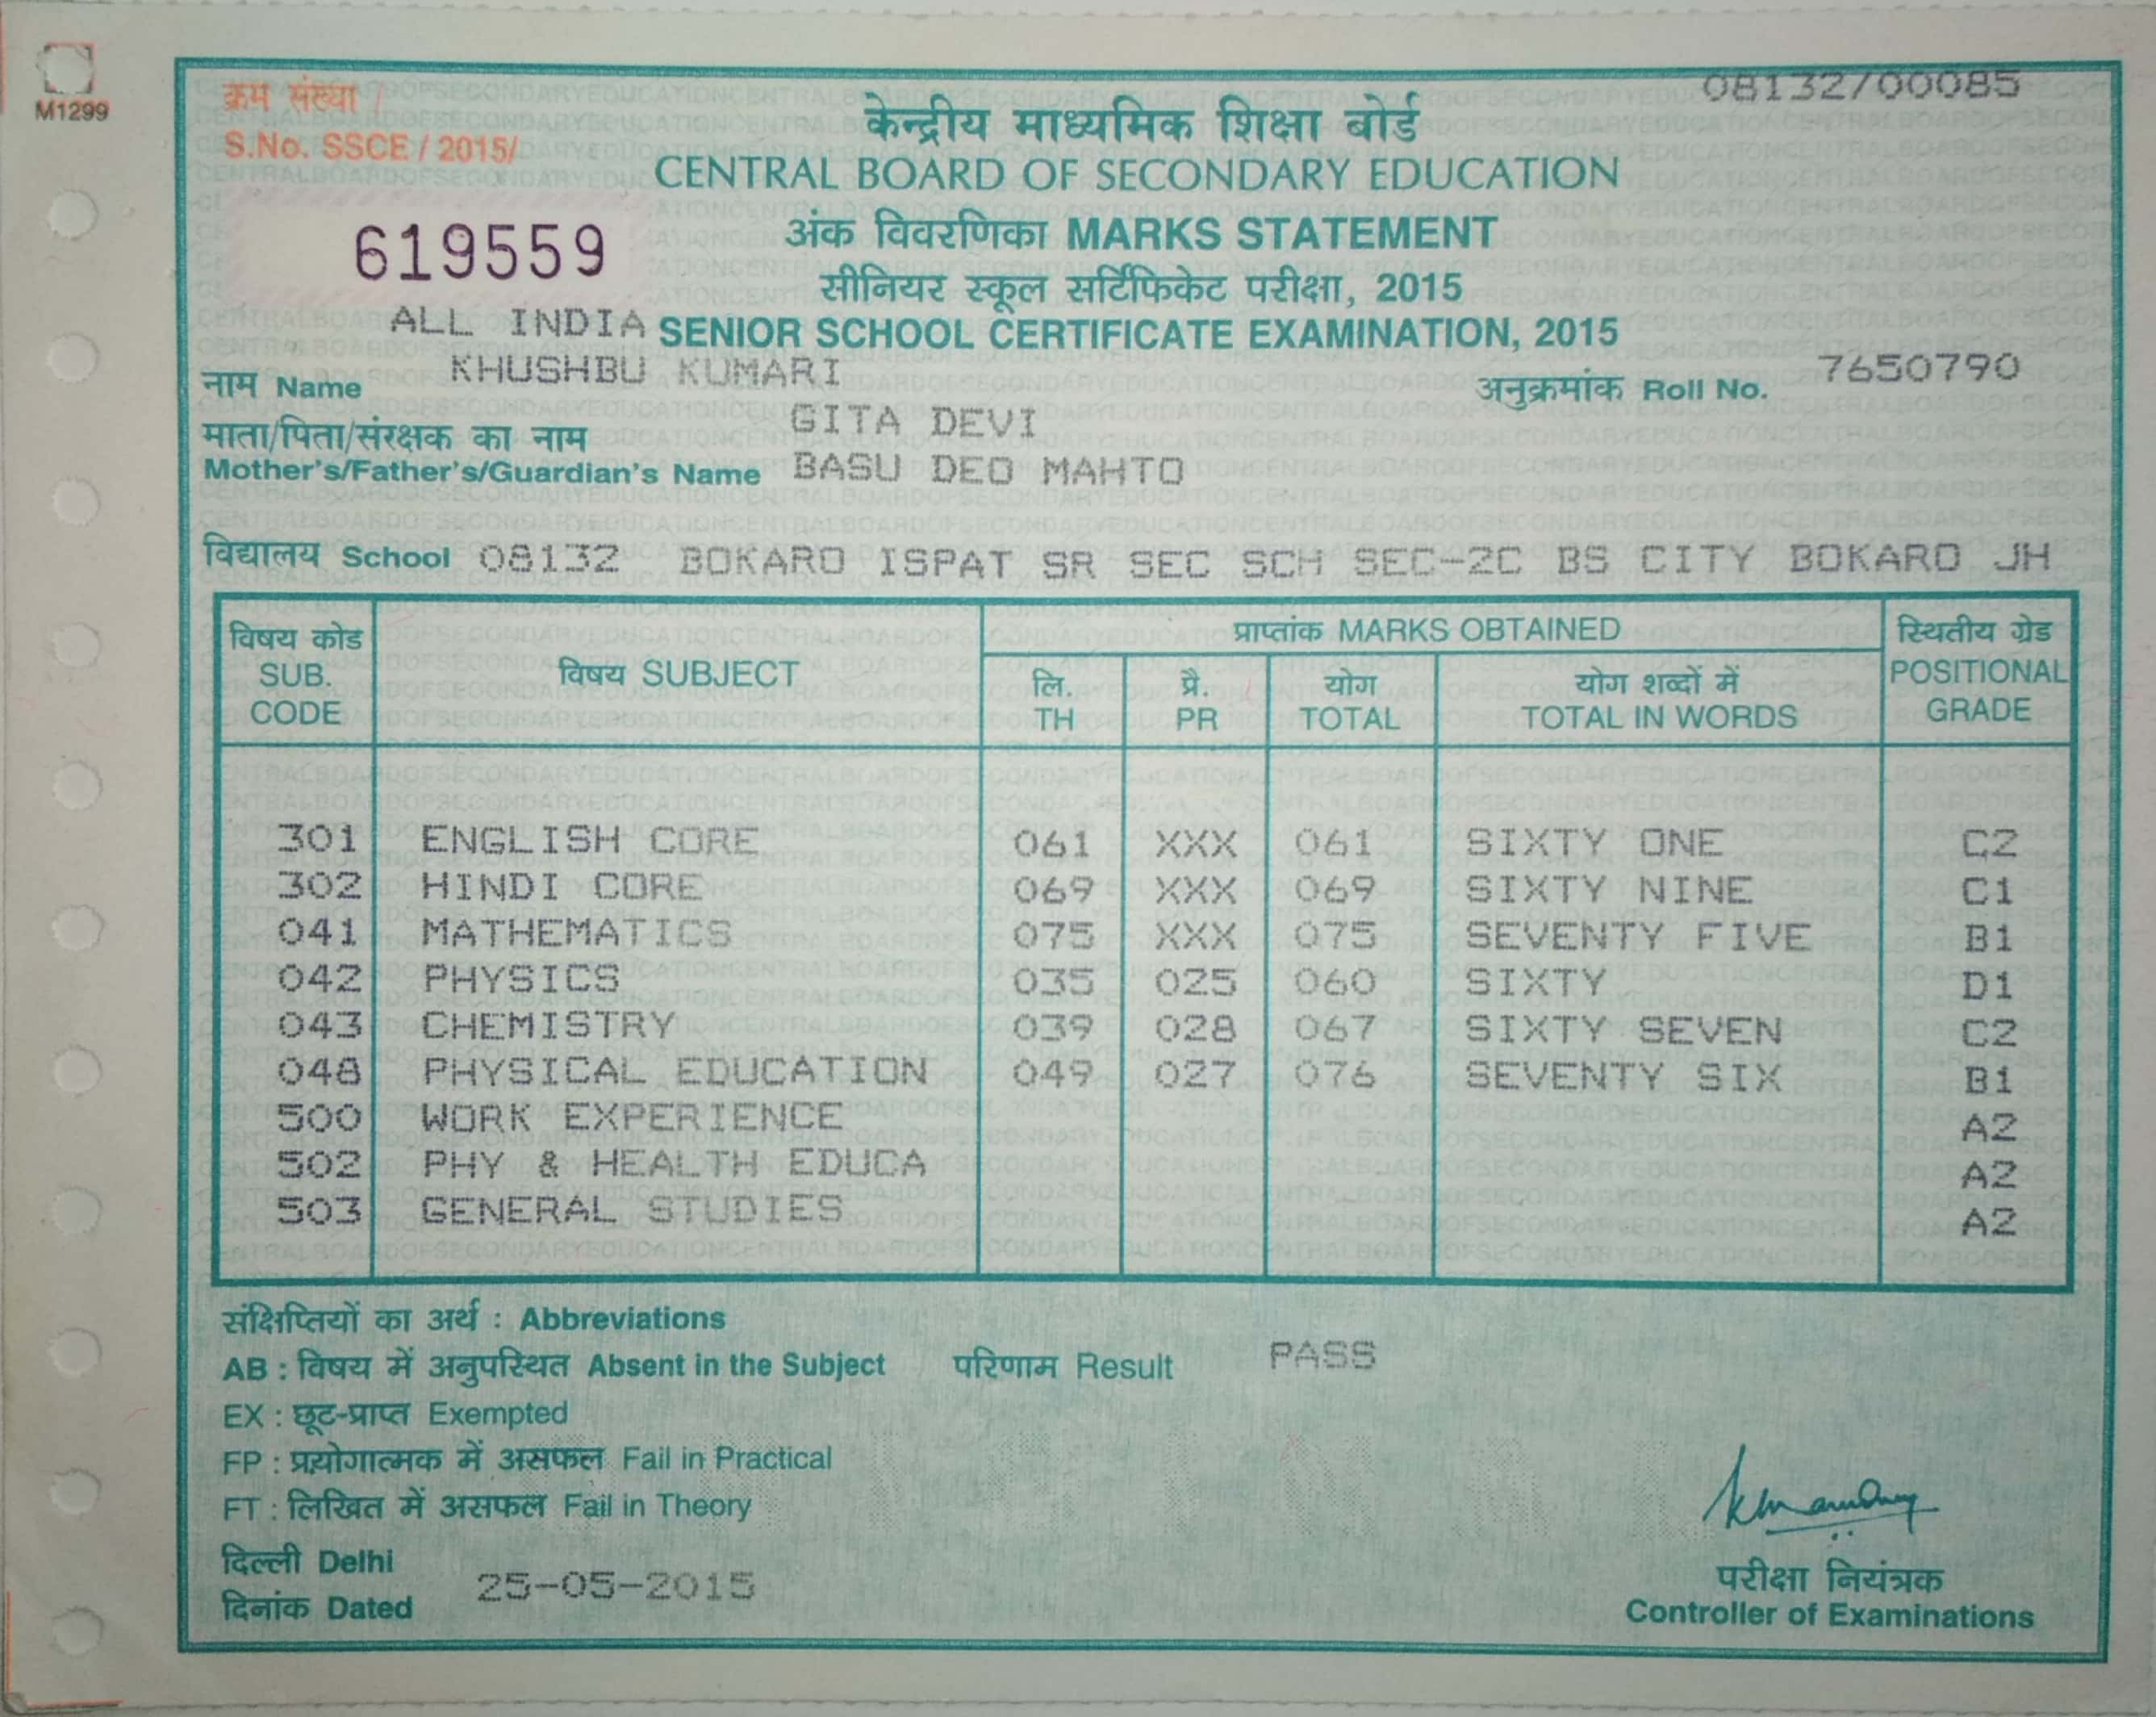 M1299
क्रम संख्या /
S.No. SSCE / 2015/
08132/00085
केन्द्रीय माध्यमिक शिक्षा बोर्ड
CENTRAL BOARD OF SECONDARY EDUCATION
619559
अंक विवरणिका MARKS STATEMENT
सीनियर स्कूल सर्टिफिकेट परीक्षा, 2015
ALL INDIA SENIOR SCHOOL CERTIFICATE EXAMINATION, 2015
नाम Name KHUSHBU KUMARI अनुक्रमांक Roll No. 7650790
माता/पिता/संरक्षक का नाम GITA DEVI
Mother's/Father's/Guardian's Name BASU DEO MAHTO
विद्यालय School 08132 BOKARO ISPAT SR SEC SCH SEC-2C BS CITY BOKARO JH
विषय कोड SUB. CODE विषय SUBJECT प्राप्तांक MARKS OBTAINED स्थितीय ग्रेड POSITIONAL GRADE
लि. TH प्रै. PR योग TOTAL योग शब्दों में TOTAL IN WORDS
301 ENGLISH CORE 061 XXX 061 SIXTY ONE C2
302 HINDI CORE 069 XXX 069 SIXTY NINE C1
041 MATHEMATICS 075 XXX 075 SEVENTY FIVE B1
042 PHYSICS 035 025 060 SIXTY D1
043 CHEMISTRY 039 028 067 SIXTY SEVEN C2
048 PHYSICAL EDUCATION 049 027 076 SEVENTY SIX B1
500 WORK EXPERIENCE A2
502 PHY & HEALTH EDUCA A2
503 GENERAL STUDIES A2
संक्षिप्तियों का अर्थ : Abbreviations
AB : विषय में अनुपस्थित Absent in the Subject परिणाम Result PASS
EX : छूट-प्राप्त Exempted
FP : प्रयोगात्मक में असफल Fail in Practical
FT : लिखित में असफल Fail in Theory
दिल्ली Delhi
दिनांक Dated 25-05-2015
परीक्षा नियंत्रक
Controller of Examinations